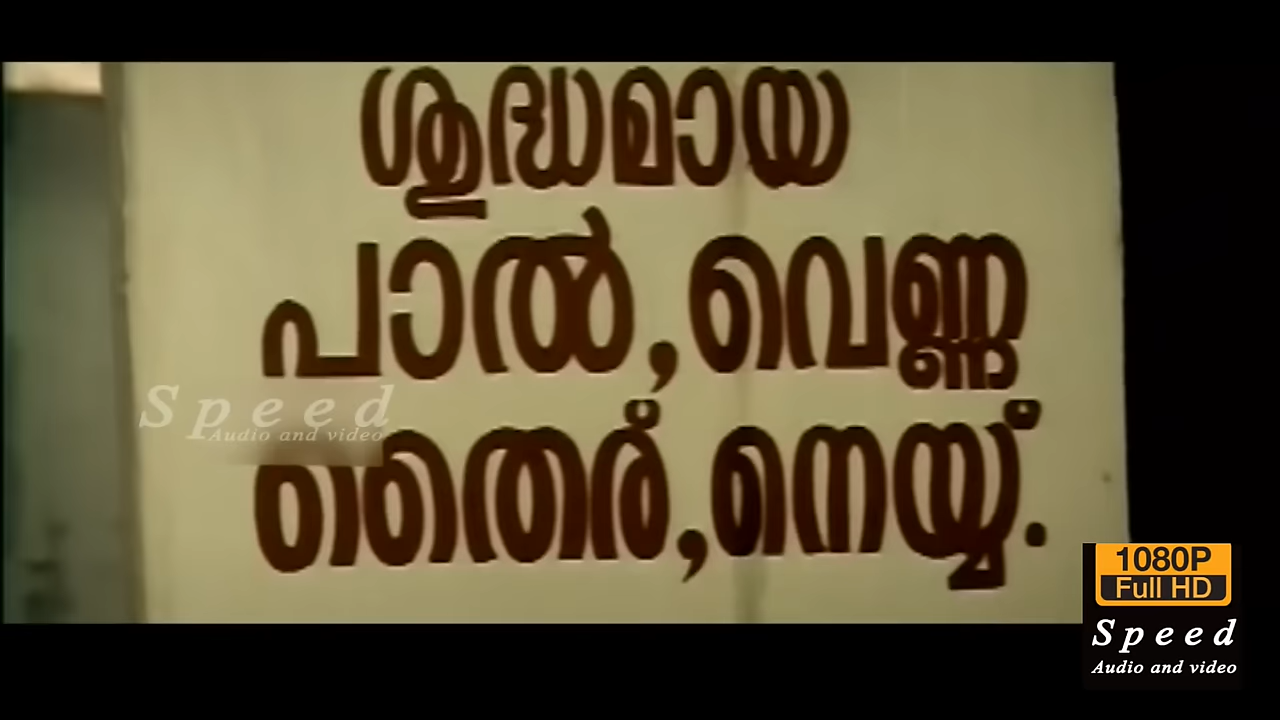 ശുദ്ധമായ
പാൽ, വെണ്ണ
തൈര്, നെയ്യ്.
Speed
Audio and video
1080P
Full HD
Speed
Audio and video